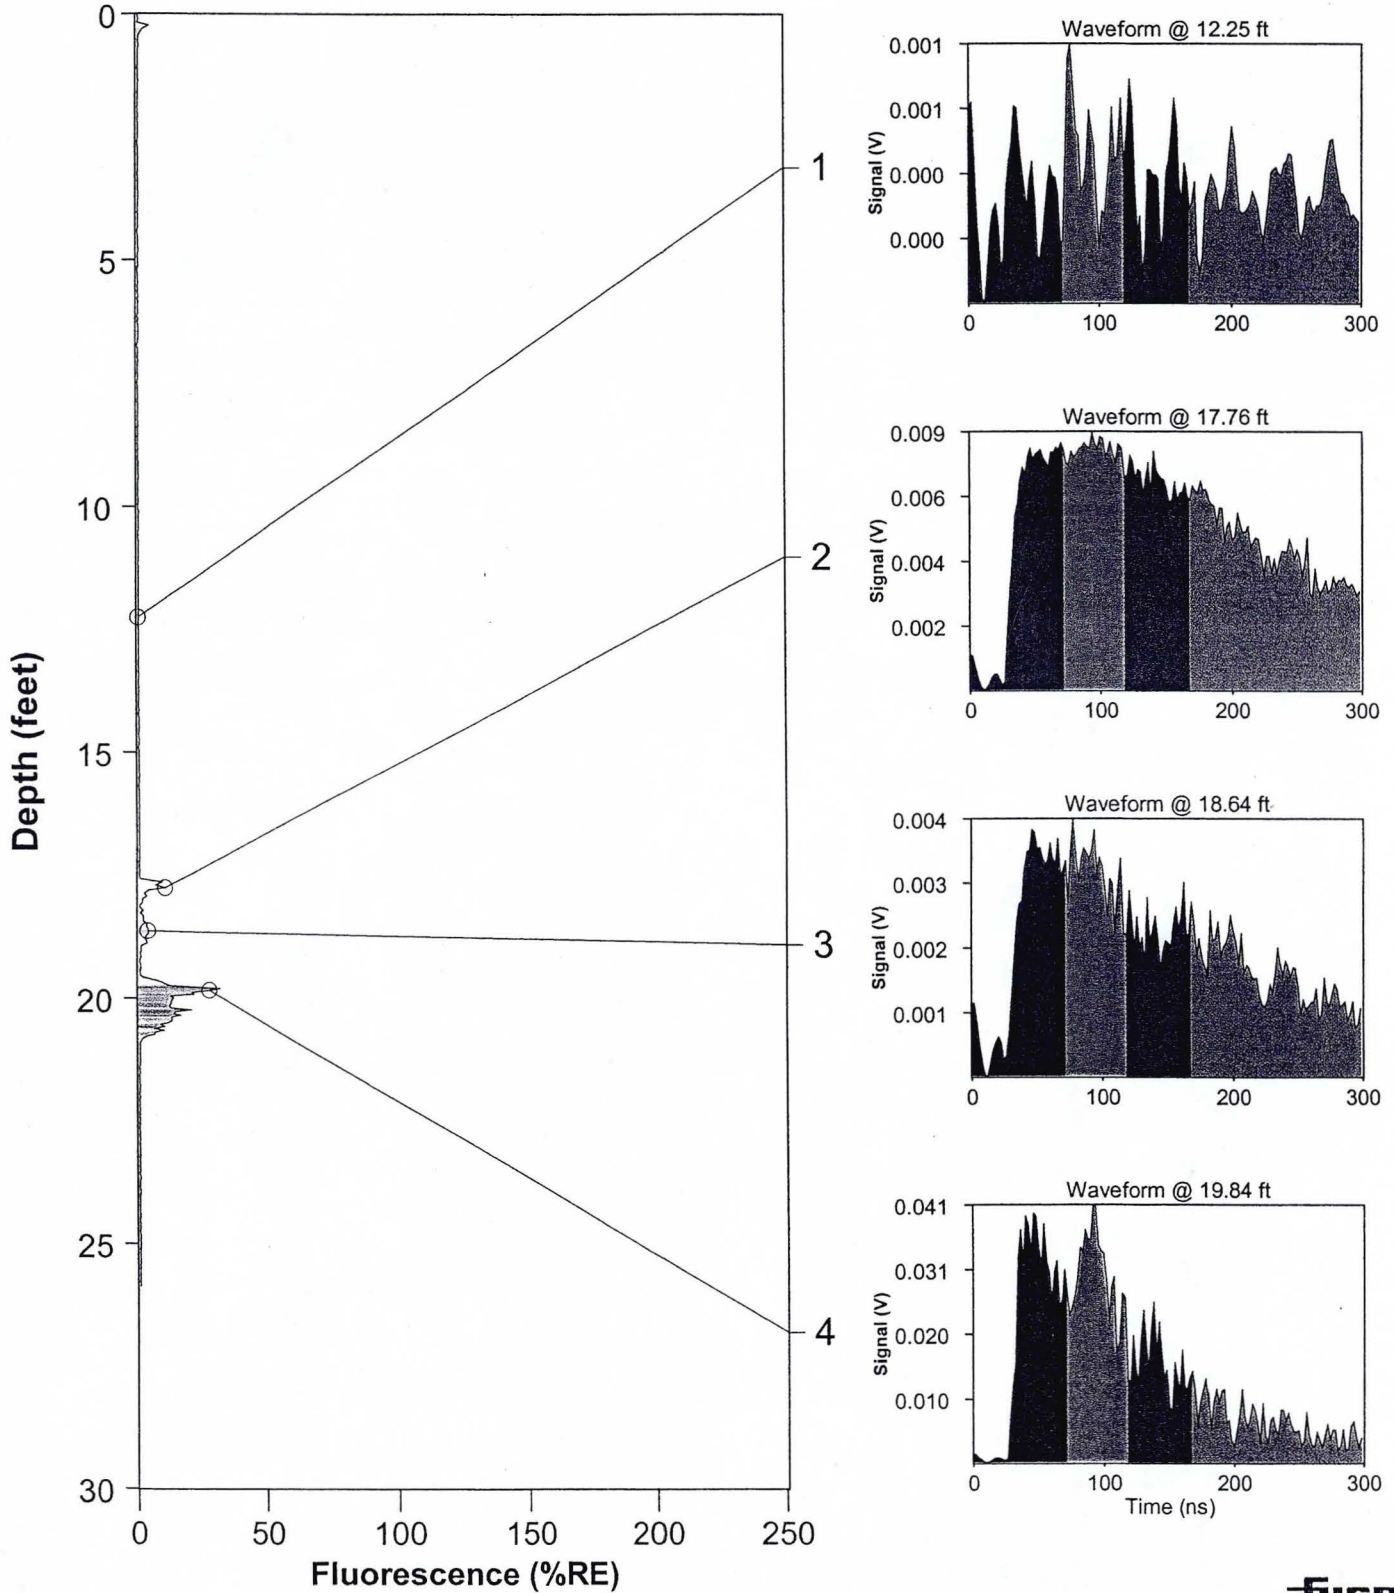 0
5
10
15
20
25
30
Depth (feet)
0 50 100 150 200 250
Fluorescence (%RE)
1
2
3
4
Waveform @ 12.25 ft
0.001
0.001
0.000
0.000
Signal (V)
0 100 200 300
Waveform @ 17.76 ft
0.009
0.006
0.004
0.002
Signal (V)
0 100 200 300
Waveform @ 18.64 ft
0.004
0.003
0.002
0.001
Signal (V)
0 100 200 300
Waveform @ 19.84 ft
0.041
0.031
0.020
0.010
Signal (V)
0 100 200 300
Time (ns)